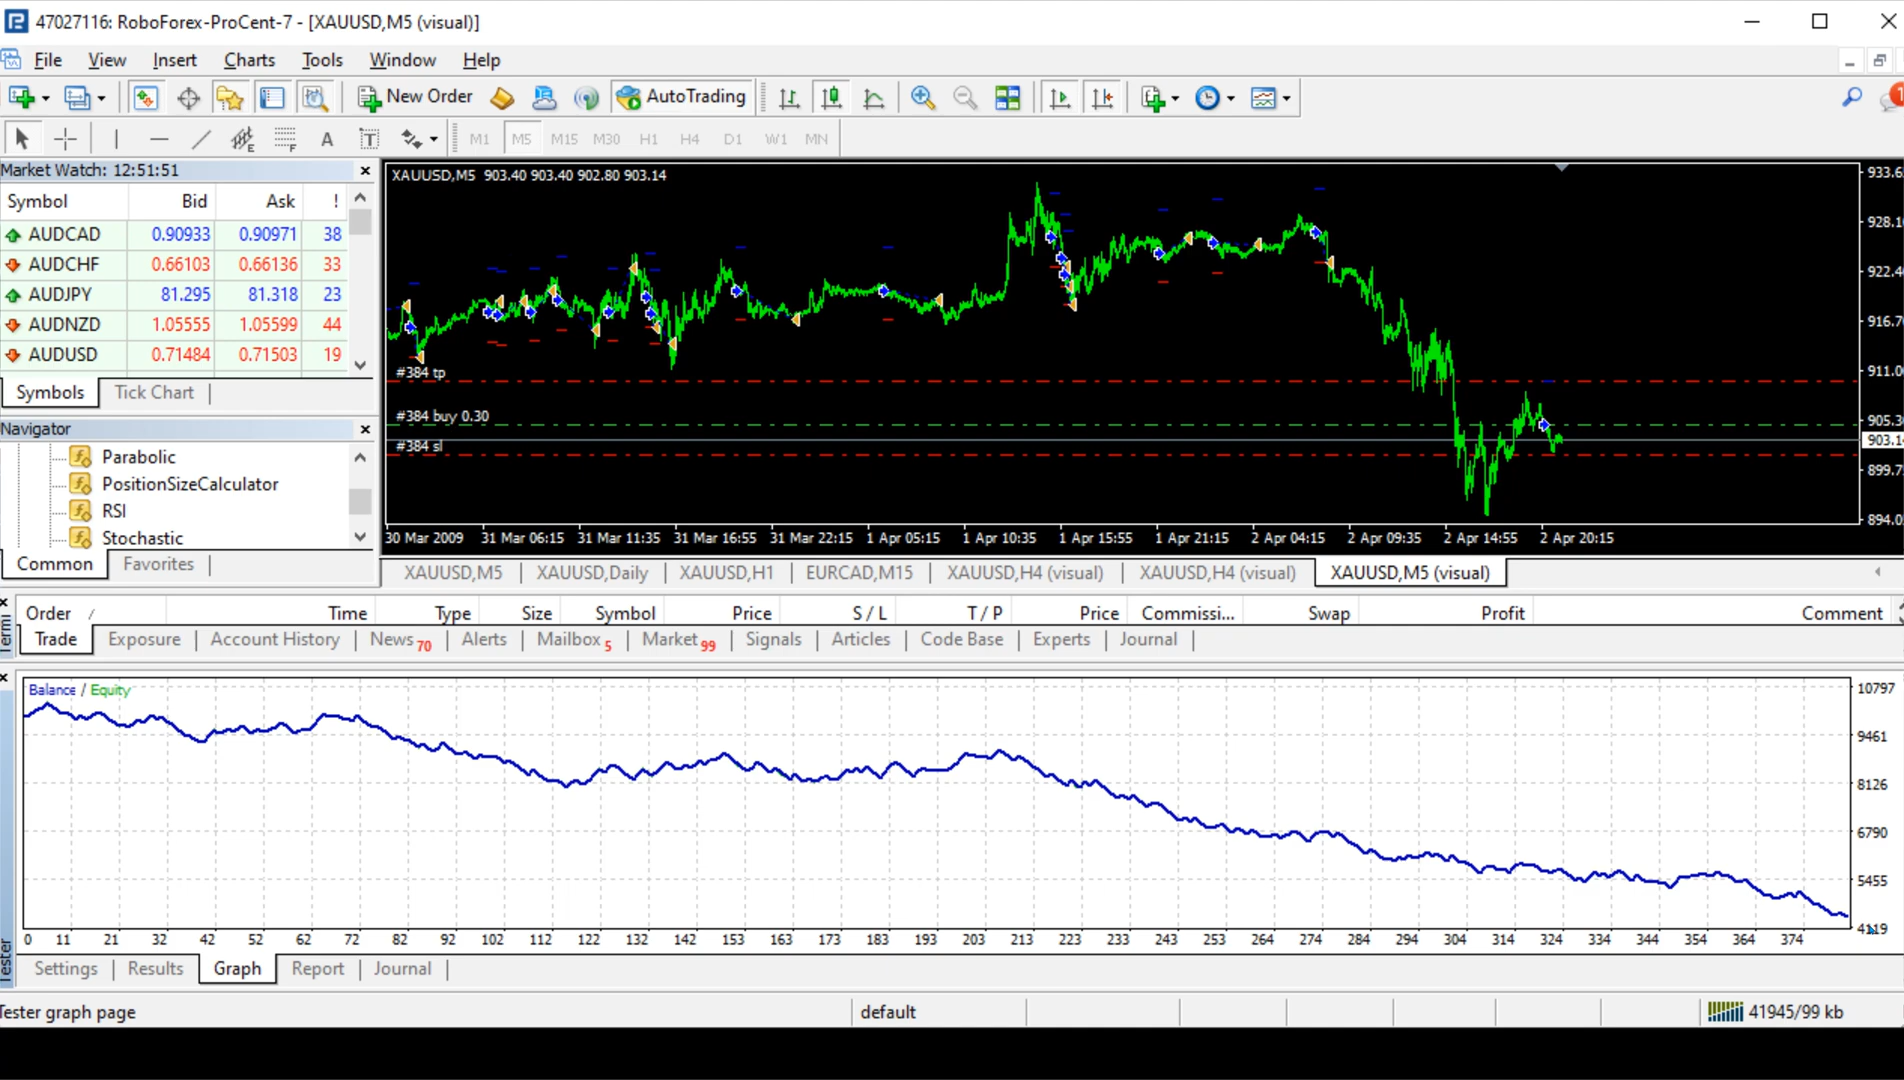 47027116: RoboForex-ProCent-7 - [XAUUSD,M5 (visual)]
File View Insert Charts Tools Window Help
New Order AutoTrading
A T M1 M5 M15 M30 H1 H4 D1 W1 MN
Market Watch: 12:51:51
Symbol Bid Ask !
AUDCAD 0.90933 0.90971 38
AUDCHF 0.66103 0.66136 33
AUDJPY 81.295 81.318 23
AUDNZD 1.05555 1.05599 44
AUDUSD 0.71484 0.71503 19
Symbols Tick Chart
Navigator
Parabolic
PositionSizeCalculator
RSI
Stochastic
Common Favorites
XAUUSD,M5 903.40 903.40 902.80 903.14
#384 tp
#384 buy 0.30
#384 sl
933.6
928.1
922.4
916.7
911.0
905.3
903.1
899.7
894.0
30 Mar 2009 31 Mar 06:15 31 Mar 11:35 31 Mar 16:55 31 Mar 22:15 1 Apr 05:15 1 Apr 10:35 1 Apr 15:55 1 Apr 21:15 2 Apr 04:15 2 Apr 09:35 2 Apr 14:55 2 Apr 20:15
XAUUSD,M5 XAUUSD,Daily XAUUSD,H1 EURCAD,M15 XAUUSD,H4 (visual) XAUUSD,H4 (visual) XAUUSD,M5 (visual)
Order / Time Type Size Symbol Price S / L T / P Price Commissi... Swap Profit Comment
Trade Exposure Account History News 70 Alerts Mailbox 5 Market 99 Signals Articles Code Base Experts Journal
Termi
Balance / Equity
10797
9461
8126
6790
5455
0 11 21 32 42 52 62 72 82 92 102 112 122 132 142 153 163 173 183 193 203 213 223 233 243 253 264 274 284 294 304 314 324 334 344 354 364 374
Tester
Settings Results Graph Report Journal
Tester graph page default 41945/99 kb